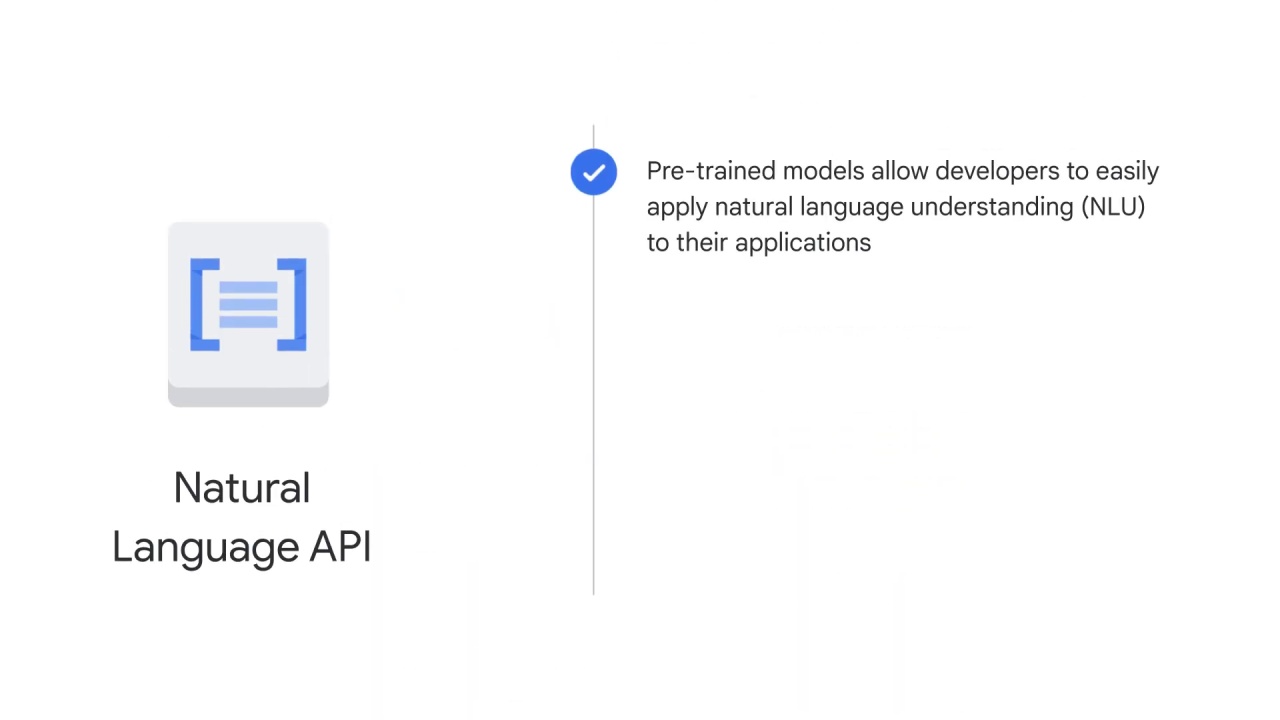 Pre-trained models allow developers to easily
apply natural language understanding (NLU)
to their applications
Natural
Language API